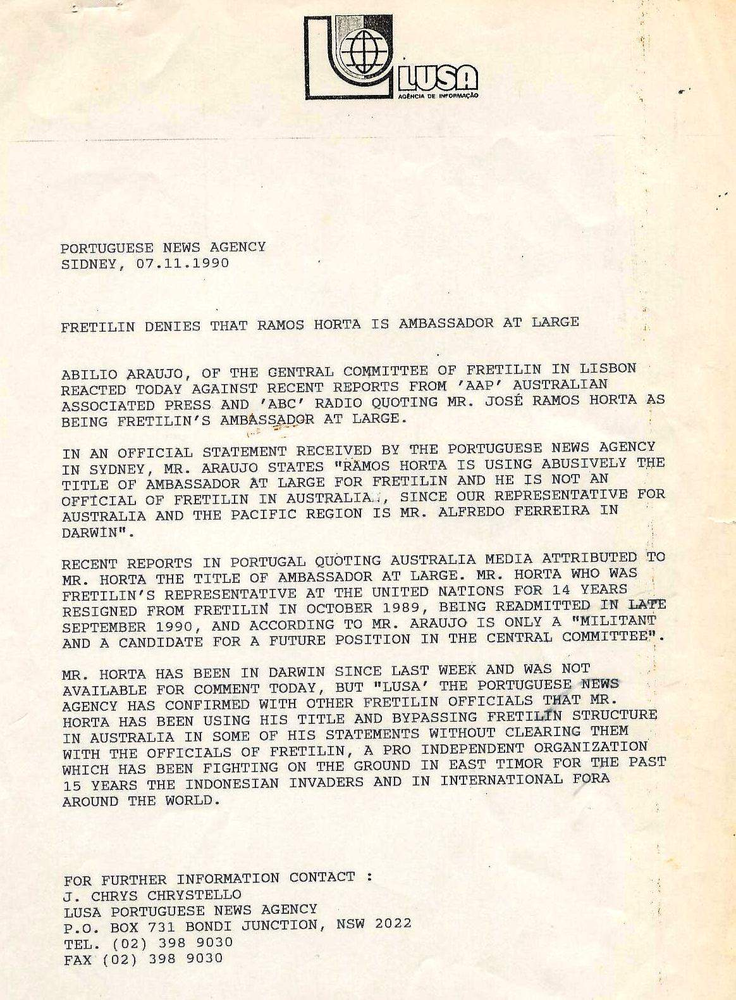 LUSA
AGÊNCIA DE INFORMAÇÃO
PORTUGUESE NEWS AGENCY
SIDNEY, 07.11.1990
FRETILIN DENIES THAT RAMOS HORTA IS AMBASSADOR AT LARGE
ABILIO ARAUJO, OF THE CENTRAL COMMITTEE OF FRETILIN IN LISBON
REACTED TODAY AGAINST RECENT REPORTS FROM 'AAP' AUSTRALIAN
ASSOCIATED PRESS AND 'ABC' RADIO QUOTING MR. JOSÉ RAMOS HORTA AS
BEING FRETILIN'S AMBASSADOR AT LARGE.
IN AN OFFICIAL STATEMENT RECEIVED BY THE PORTUGUESE NEWS AGENCY
IN SYDNEY, MR. ARAUJO STATES "RAMOS HORTA IS USING ABUSIVELY THE
TITLE OF AMBASSADOR AT LARGE FOR FRETILIN AND HE IS NOT AN
OFFICIAL OF FRETILIN IN AUSTRALIA.., SINCE OUR REPRESENTATIVE FOR
AUSTRALIA AND THE PACIFIC REGION IS MR. ALFREDO FERREIRA IN
DARWIN".
RECENT REPORTS IN PORTUGAL QUOTING AUSTRALIA MEDIA ATTRIBUTED TO
MR. HORTA THE TITLE OF AMBASSADOR AT LARGE. MR. HORTA WHO WAS
FRETILIN'S REPRESENTATIVE AT THE UNITED NATIONS FOR 14 YEARS
RESIGNED FROM FRETILIN IN OCTOBER 1989, BEING READMITTED IN LATE
SEPTEMBER 1990, AND ACCORDING TO MR. ARAUJO IS ONLY A "MILITANT
AND A CANDIDATE FOR A FUTURE POSITION IN THE CENTRAL COMMITTEE".
MR. HORTA HAS BEEN IN DARWIN SINCE LAST WEEK AND WAS NOT
AVAILABLE FOR COMMENT TODAY, BUT "LUSA' THE PORTUGUESE NEWS
AGENCY HAS CONFIRMED WITH OTHER FRETILIN OFFICIALS THAT MR.
HORTA HAS BEEN USING HIS TITLE AND BYPASSING FRETILIN STRUCTURE
IN AUSTRALIA IN SOME OF HIS STATEMENTS WITHOUT CLEARING THEM
WITH THE OFFICIALS OF FRETILIN, A PRO INDEPENDENT ORGANIZATION
WHICH HAS BEEN FIGHTING ON THE GROUND IN EAST TIMOR FOR THE PAST
15 YEARS THE INDONESIAN INVADERS AND IN INTERNATIONAL FORA
AROUND THE WORLD.
FOR FURTHER INFORMATION CONTACT :
J. CHRYS CHRYSTELLO
LUSA PORTUGUESE NEWS AGENCY
P.O. BOX 731 BONDI JUNCTION, NSW 2022
TEL. (02) 398 9030
FAX (02) 398 9030